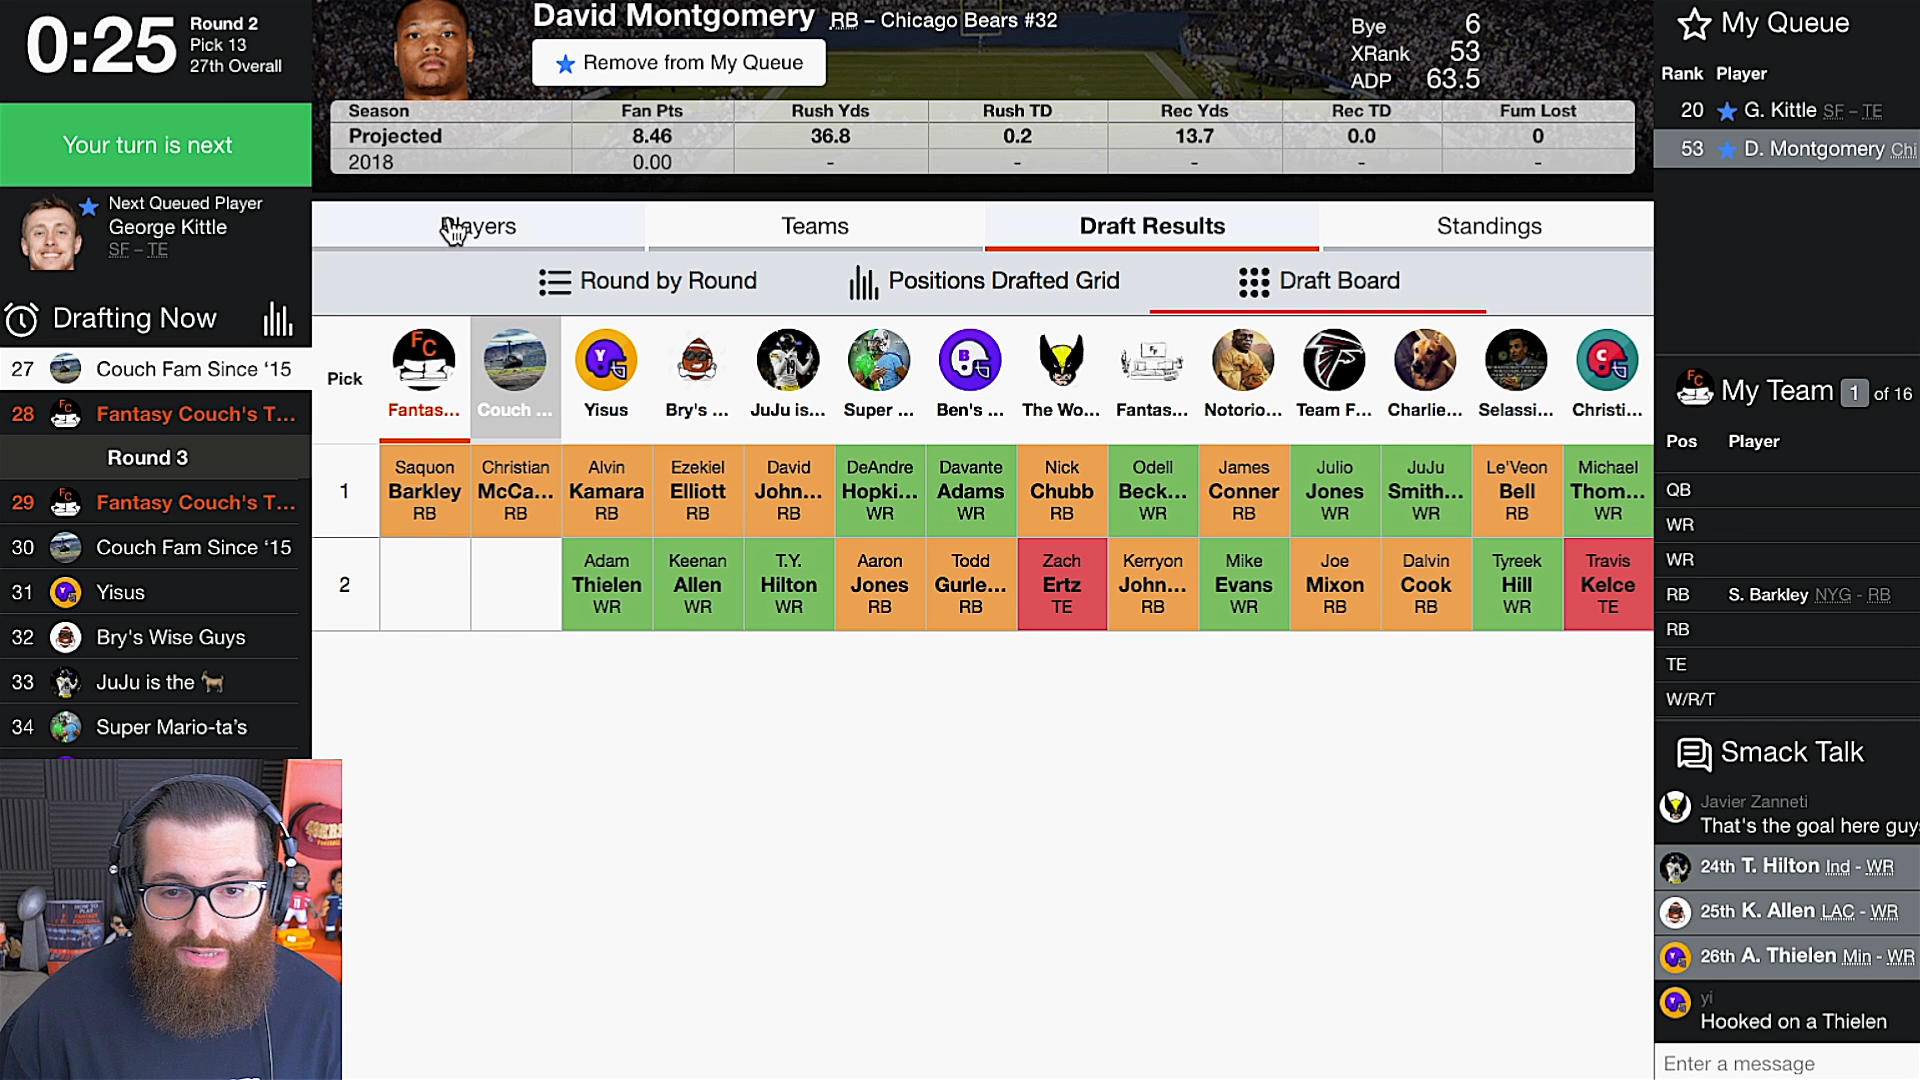 0:25
Round 2
Pick 13
27th Overall
Your turn is next
Next Queued Player
George Kittle
SF – TE
Drafting Now
27 Couch Fam Since ‘15
28 Fantasy Couch's T...
Round 3
29 Fantasy Couch's T...
30 Couch Fam Since ‘15
31 Yisus
32 Bry's Wise Guys
33 JuJu is the 🐐
34 Super Mario-ta’s
David Montgomery RB – Chicago Bears #32
Remove from My Queue
Bye 6
XRank 53
ADP 63.5
Season Fan Pts Rush Yds Rush TD Rec Yds Rec TD Fum Lost
Projected 8.46 36.8 0.2 13.7 0.0 0
2018 0.00 - - - - -
Players Teams Draft Results Standings
Round by Round Positions Drafted Grid Draft Board
Pick
FC
Fantas... Couch ... Yisus Bry's ... JuJu is... Super ... Ben's ... The Wo... Fantas... Notorio... Team F... Charlie... Selassi... Christi...
1
Saquon Christian Alvin Ezekiel David DeAndre Davante Nick Odell James Julio JuJu Le'Veon Michael
Barkley McCa... Kamara Elliott John... Hopki... Adams Chubb Beck... Conner Jones Smith... Bell Thom...
RB RB RB RB RB WR WR RB WR RB WR WR RB WR
2
Adam Keenan T.Y. Aaron Todd Zach Kerryon Mike Joe Dalvin Tyreek Travis
Thielen Allen Hilton Jones Gurle... Ertz John... Evans Mixon Cook Hill Kelce
WR WR WR RB RB TE RB WR RB RB WR TE
My Queue
Rank Player
20 G. Kittle SF – TE
53 D. Montgomery Chi
My Team 1 of 16
Pos Player
QB
WR
WR
RB S. Barkley NYG - RB
RB
TE
W/R/T
Smack Talk
Javier Zanneti
That's the goal here guys
24th T. Hilton Ind - WR
25th K. Allen LAC - WR
26th A. Thielen Min - WR
yi
Hooked on a Thielen
Enter a message